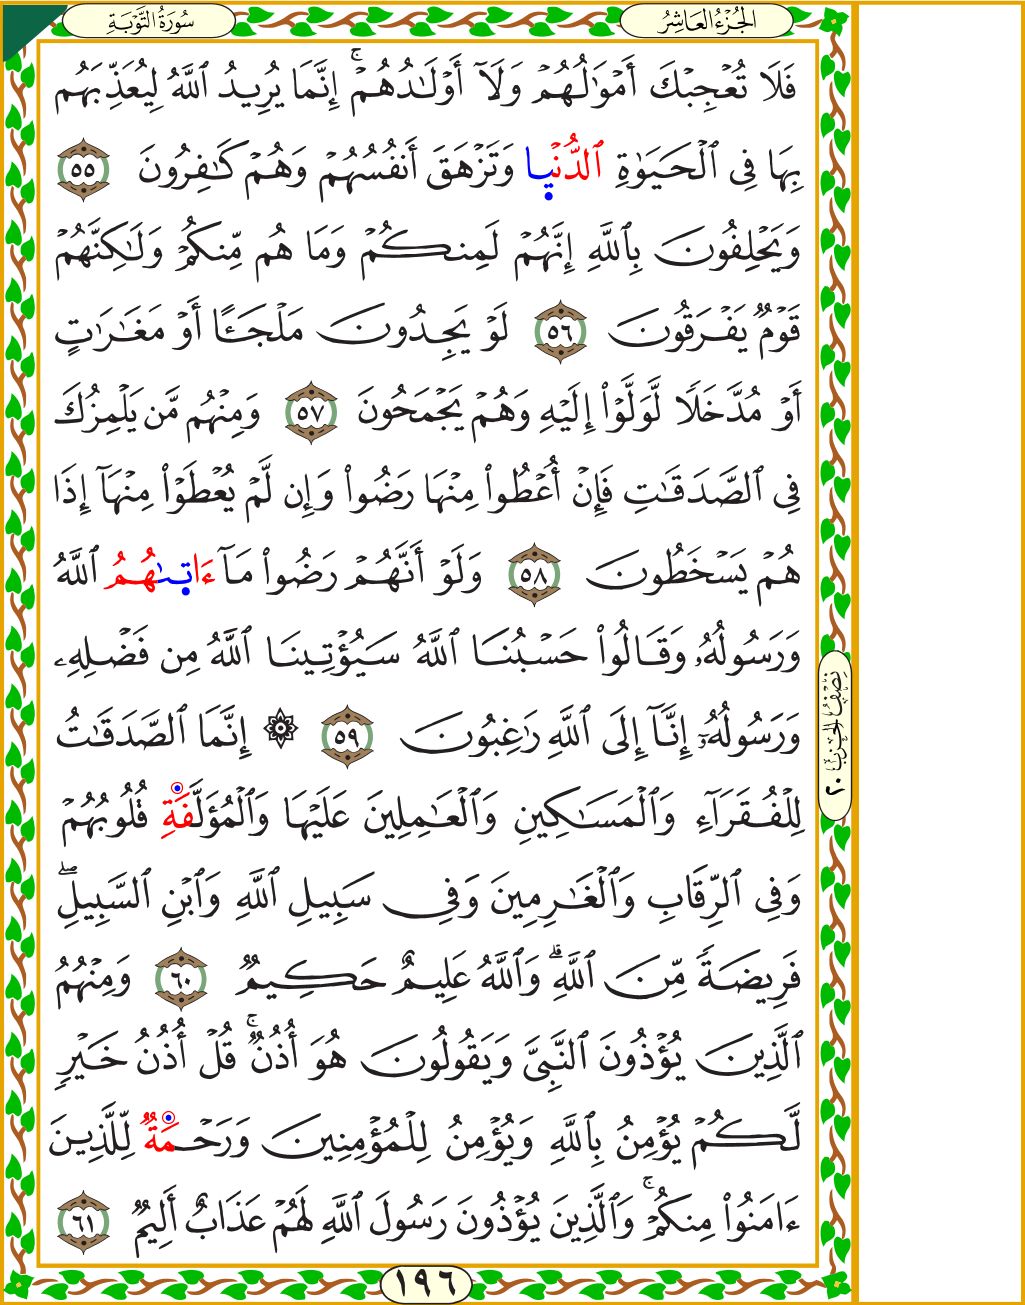 سُورَةُ التَّوۡبَةِ
الجُزْءُ العَاشِرُ
فَلَا تُعۡجِبۡكَ أَمۡوَٰلُهُمۡ وَلَآ أَوۡلَٰدُهُمۡۚ إِنَّمَا يُرِيدُ ٱللَّهُ لِيُعَذِّبَهُم
بِهَا فِي ٱلۡحَيَوٰةِ ٱلدُّنۡيٜا وَتَزۡهَقَ أَنفُسُهُمۡ وَهُمۡ كَٰفِرُونَ ٥٥
وَيَحۡلِفُونَ بِٱللَّهِ إِنَّهُمۡ لَمِنكُمۡ وَمَا هُم مِّنكُمۡ وَلَٰكِنَّهُمۡ
قَوۡمٞ يَفۡرَقُونَ ٥٦ لَوۡ يَجِدُونَ مَلۡجَـًٔا أَوۡ مَغَٰرَٰتٍ
أَوۡ مُدَّخَلٗا لَّوَلَّوۡاْ إِلَيۡهِ وَهُمۡ يَجۡمَحُونَ ٥٧ وَمِنۡهُم مَّن يَلۡمِزُكَ
فِي ٱلصَّدَقَٰتِ فَإِنۡ أُعۡطُواْ مِنۡهَا رَضُواْ وَإِن لَّمۡ يُعۡطَوۡاْ مِنۡهَآ إِذَا
هُمۡ يَسۡخَطُونَ ٥٨ وَلَوۡ أَنَّهُمۡ رَضُواْ مَآ ءَاتٜىٰهُمُ ٱللَّهُ
وَرَسُولُهُۥ وَقَالُواْ حَسۡبُنَا ٱللَّهُ سَيُؤۡتِينَا ٱللَّهُ مِن فَضۡلِهِۦ
وَرَسُولُهُۥٓ إِنَّآ إِلَى ٱللَّهِ رَٰغِبُونَ ٥٩ ۞ إِنَّمَا ٱلصَّدَقَٰتُ
لِلۡفُقَرَآءِ وَٱلۡمَسَٰكِينِ وَٱلۡعَٰمِلِينَ عَلَيۡهَا وَٱلۡمُؤَلَّفَةِ قُلُوبُهُمۡ
وَفِي ٱلرِّقَابِ وَٱلۡغَٰرِمِينَ وَفِي سَبِيلِ ٱللَّهِ وَٱبۡنِ ٱلسَّبِيلِۖ
فَرِيضَةٗ مِّنَ ٱللَّهِۗ وَٱللَّهُ عَلِيمٌ حَكِيمٞ ٦٠ وَمِنۡهُمُ
ٱلَّذِينَ يُؤۡذُونَ ٱلنَّبِيَّ وَيَقُولُونَ هُوَ أُذُنٞۚ قُلۡ أُذُنُ خَيۡرٖ
لَّكُمۡ يُؤۡمِنُ بِٱللَّهِ وَيُؤۡمِنُ لِلۡمُؤۡمِنِينَ وَرَحۡمَةٞ لِّلَّذِينَ
ءَامَنُواْ مِنكُمۡۚ وَٱلَّذِينَ يُؤۡذُونَ رَسُولَ ٱللَّهِ لَهُمۡ عَذَابٌ أَلِيمٞ ٦١
نِصۡفُ الحِزۡبِ ٢٠
١٩٦